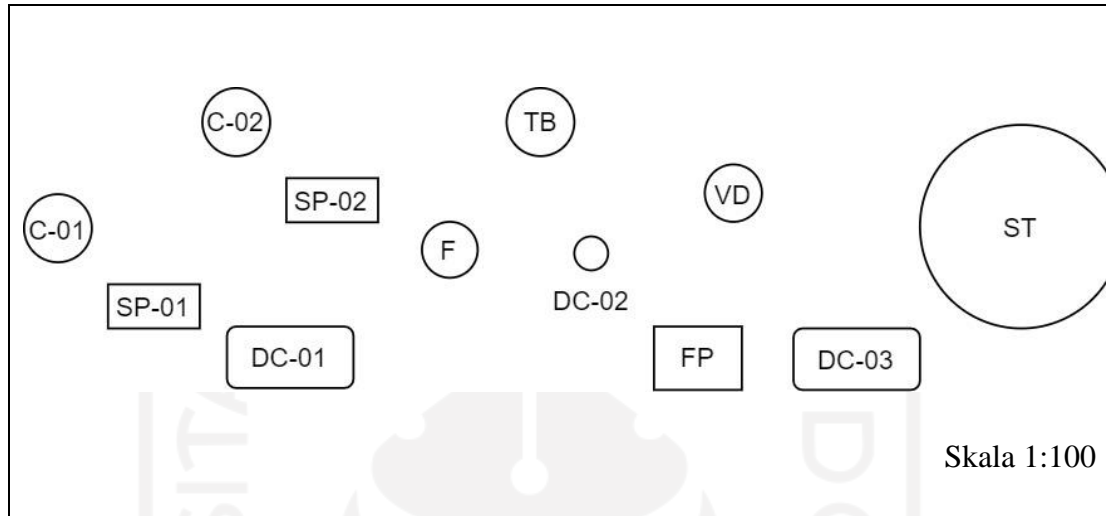 C-02
TB
SP-02
VD
C-01
ST
F
SP-01
DC-02
DC-01
FP
DC-03
Skala 1:100